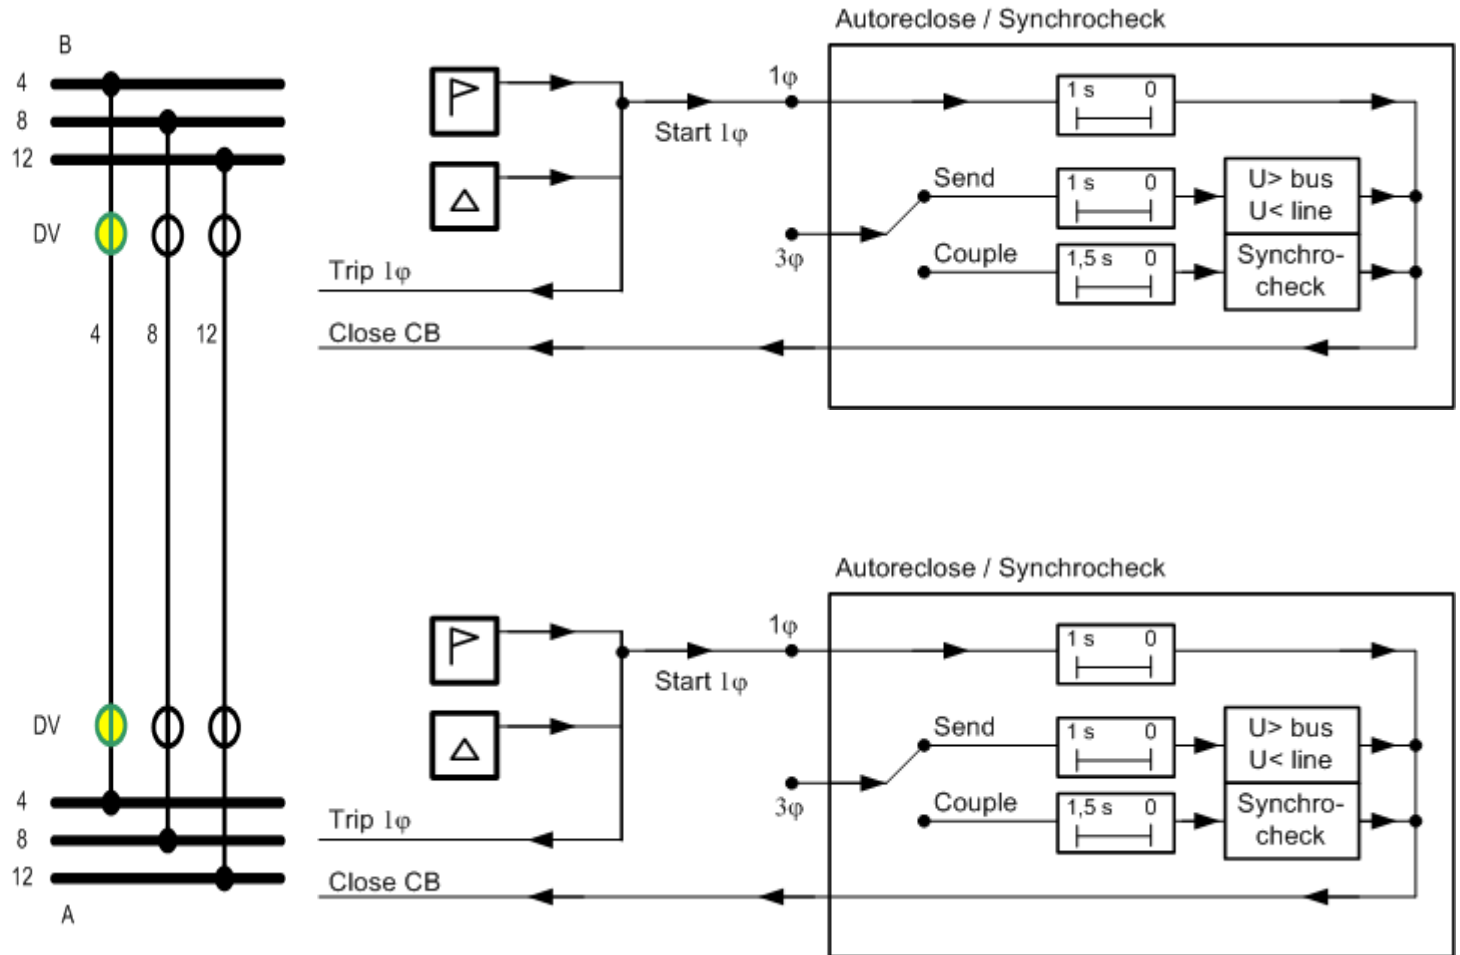 Autoreclose / Synchrocheck
B
4
8
12
DV
4 8 12
1φ
Start 1φ
1 s 0
Send
1 s 0
U> bus
U< line
3φ
Couple
1,5 s 0
Synchro-
check
Trip 1φ
Close CB
Autoreclose / Synchrocheck
1φ
Start 1φ
1 s 0
DV
Send
1 s 0
U> bus
U< line
3φ
4
8
12
A
Couple
1,5 s 0
Synchro-
check
Trip 1φ
Close CB